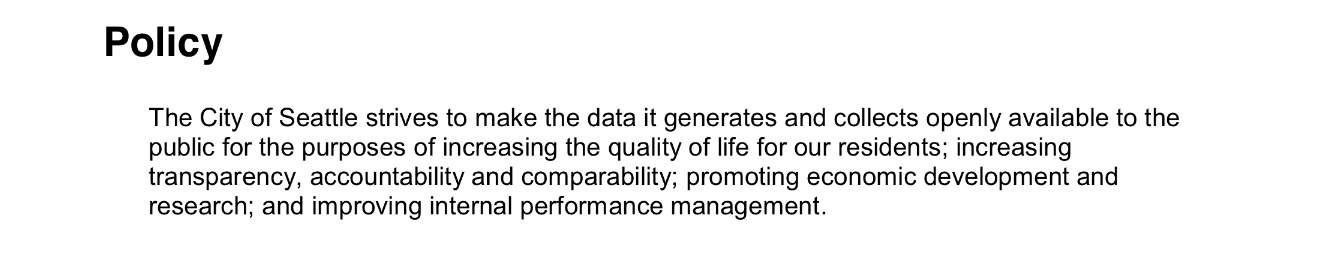 Policy
The City of Seattle strives to make the data it generates and collects openly available to the
public for the purposes of increasing the quality of life for our residents; increasing
transparency, accountability and comparability; promoting economic development and
research; and improving internal performance management.